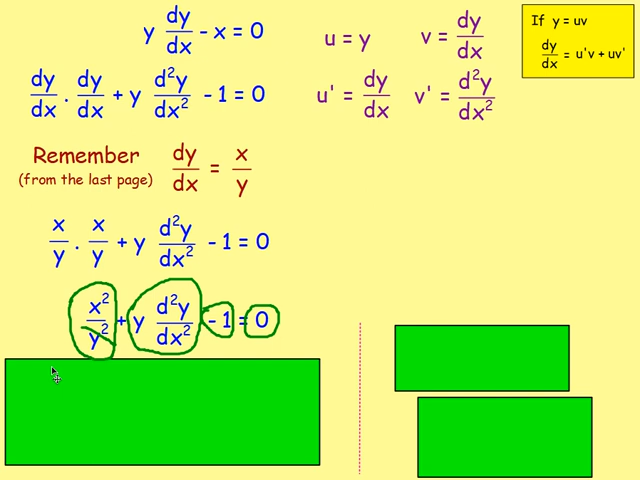 y dy/dx - x = 0
u = y v = dy/dx
If y = uv
dy/dx = u'v + uv'
dy/dx . dy/dx + y d²y/dx² - 1 = 0
u' = dy/dx v' = d²y/dx²
Remember
(from the last page)
dy/dx = x/y
x/y . x/y + y d²y/dx² - 1 = 0
x²/y² + y d²y/dx² - 1 = 0